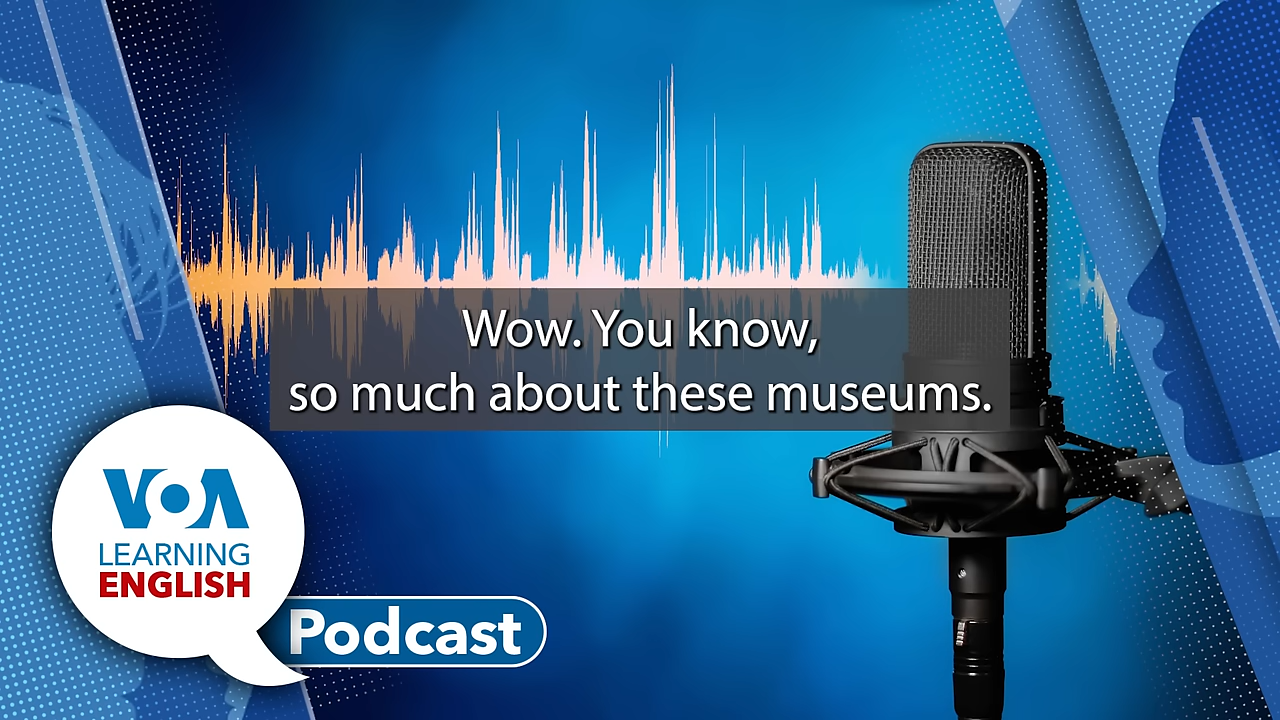 Wow. You know,
so much about these museums.
VOA
LEARNING
ENGLISH
Podcast